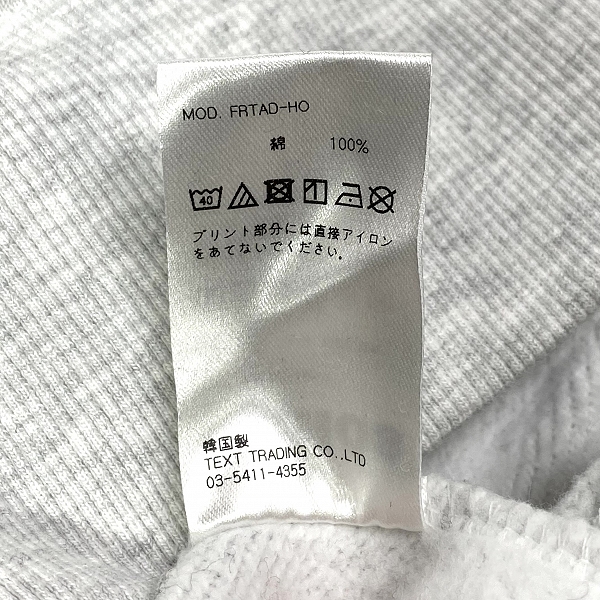 MOD. FRTAD-HO
綿 100%
40
プリント部分には直接アイロン
をあてないでください。
韓国製
TEXT TRADING CO.,LTD
03-5411-4355